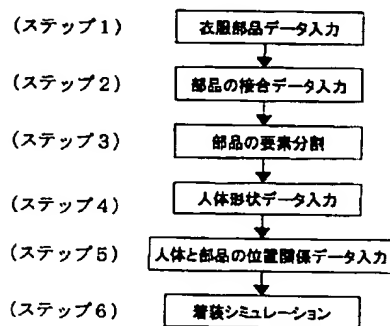 (ステップ1) 衣服部品データ入力
(ステップ2) 部品の接合データ入力
(ステップ3) 部品の要素分割
(ステップ4) 人体形状データ入力
(ステップ5) 人体と部品の位置関係データ入力
(ステップ6) 着装シミュレーション